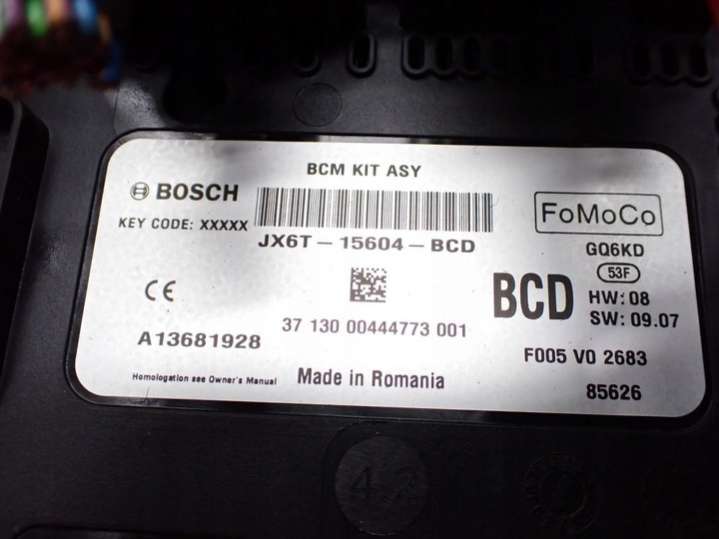 BCM KIT ASY
BOSCH
KEY CODE: XXXXX
JX6T-15604-BCD
FoMoCo
GQ6KD
53F
BCD
HW: 08
SW: 09.07
CE
A13681928
37 130 00444773 001
F005 V0 2683
Homologation see Owner's Manual
Made in Romania
85626